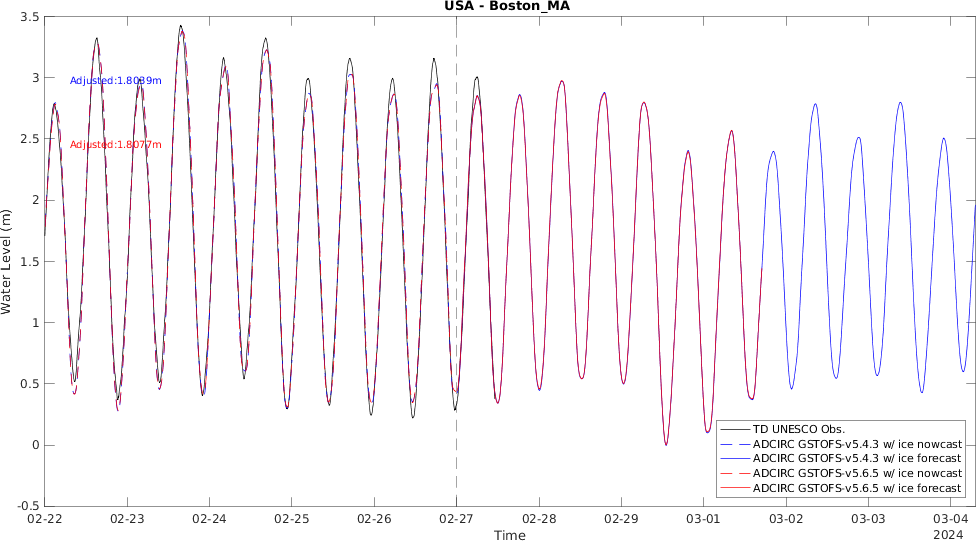 USA - Boston_MA
3.5
3
2.5
2
1.5
1
0.5
0
-0.5
Water Level (m)
Adjusted:1.8039m
Adjusted:1.8077m
TD UNESCO Obs.
ADCIRC GSTOFS-v5.4.3 w/ ice nowcast
ADCIRC GSTOFS-v5.4.3 w/ ice forecast
ADCIRC GSTOFS-v5.6.5 w/ ice nowcast
ADCIRC GSTOFS-v5.6.5 w/ ice forecast
02-22 02-23 02-24 02-25 02-26 02-27 02-28 02-29 03-01 03-02 03-03 03-04
Time
2024